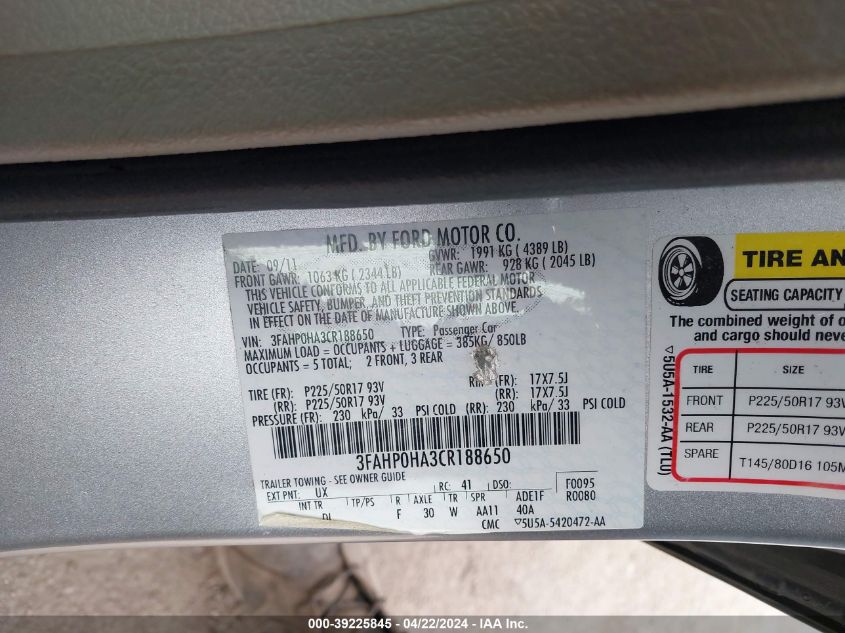 MFD. BY FORD MOTOR CO.
DATE: 09/11 GVWR: 1991 KG ( 4389 LB)
FRONT GAWR: 1063 KG ( 2344 LB) REAR GAWR: 928 KG ( 2045 LB)
THIS VEHICLE CONFORMS TO ALL APPLICABLE FEDERAL MOTOR
VEHICLE SAFETY, BUMPER, AND THEFT PREVENTION STANDARDS
IN EFFECT ON THE DATE OF MANUFACTURE SHOWN ABOVE.
VIN: 3FAHP0HA3CR188650 TYPE: Passenger Car
MAXIMUM LOAD = OCCUPANTS + LUGGAGE = 385KG/ 850LB
OCCUPANTS = 5 TOTAL: 2 FRONT, 3 REAR
TIRE (FR): P225/50R17 93V (FR): 17X7.5J
(RR): P225/50R17 93V (RR): 17X7.5J
PRESSURE (FR): 230 kPa/ 33 PSI COLD (RR): 230 kPa/ 33 PSI COLD
3FAHP0HA3CR188650
TRAILER TOWING - SEE OWNER GUIDE
EXT PNT: UX RC: 41 DSO: F0095
R0080
INT TR TP/PS R AXLE TR SPR ADE1F
F 30 W AA11 40A
CMC ▽5U5A-5420472-AA
TIRE AN
SEATING CAPACITY
The combined weight of o
and cargo should neve
▽5U5A-1532-AA (TL0)
TIRE SIZE
FRONT P225/50R17 93V
REAR P225/50R17 93V
SPARE T145/80D16 105M
000-39225845 - 04/22/2024 - IAA Inc.